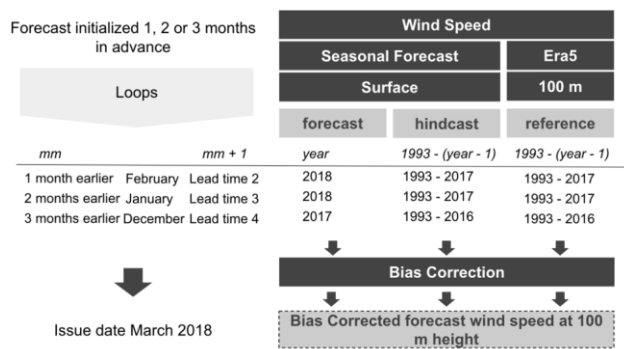 Forecast initialized 1, 2 or 3 months
in advance
Loops
Wind Speed
Seasonal Forecast Era5
Surface 100 m
forecast hindcast reference
mm mm + 1 year 1993 - (year - 1) 1993 - (year - 1)
1 month earlier February Lead time 2 2018 1993 - 2017 1993 - 2017
2 months earlier January Lead time 3 2018 1993 - 2017 1993 - 2017
3 months earlier December Lead time 4 2017 1993 - 2016 1993 - 2016
Bias Correction
Issue date March 2018
Bias Corrected forecast wind speed at 100
m height